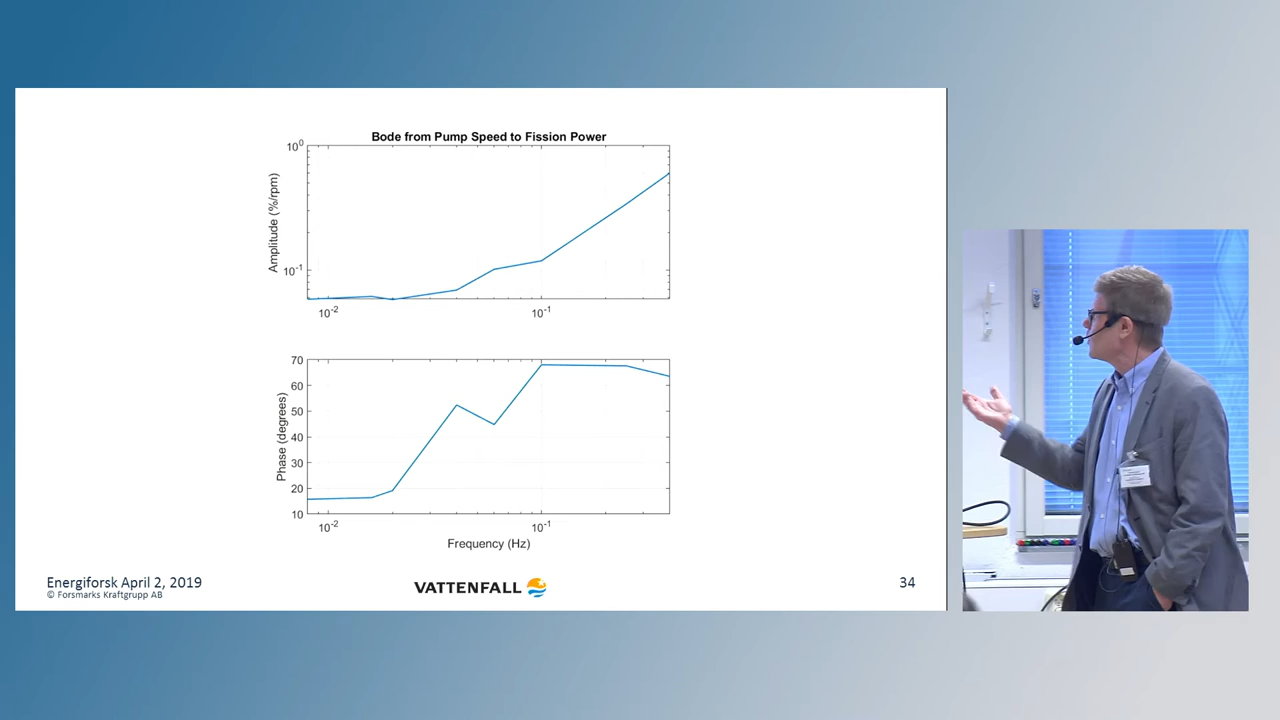 Bode from Pump Speed to Fission Power
10^0
10^-1
Amplitude (%/rpm)
10^-2
10^-1
70
60
50
40
30
20
10
Phase (degrees)
10^-2
10^-1
Frequency (Hz)
Energiforsk April 2, 2019
© Forsmarks Kraftgrupp AB
VATTENFALL
34